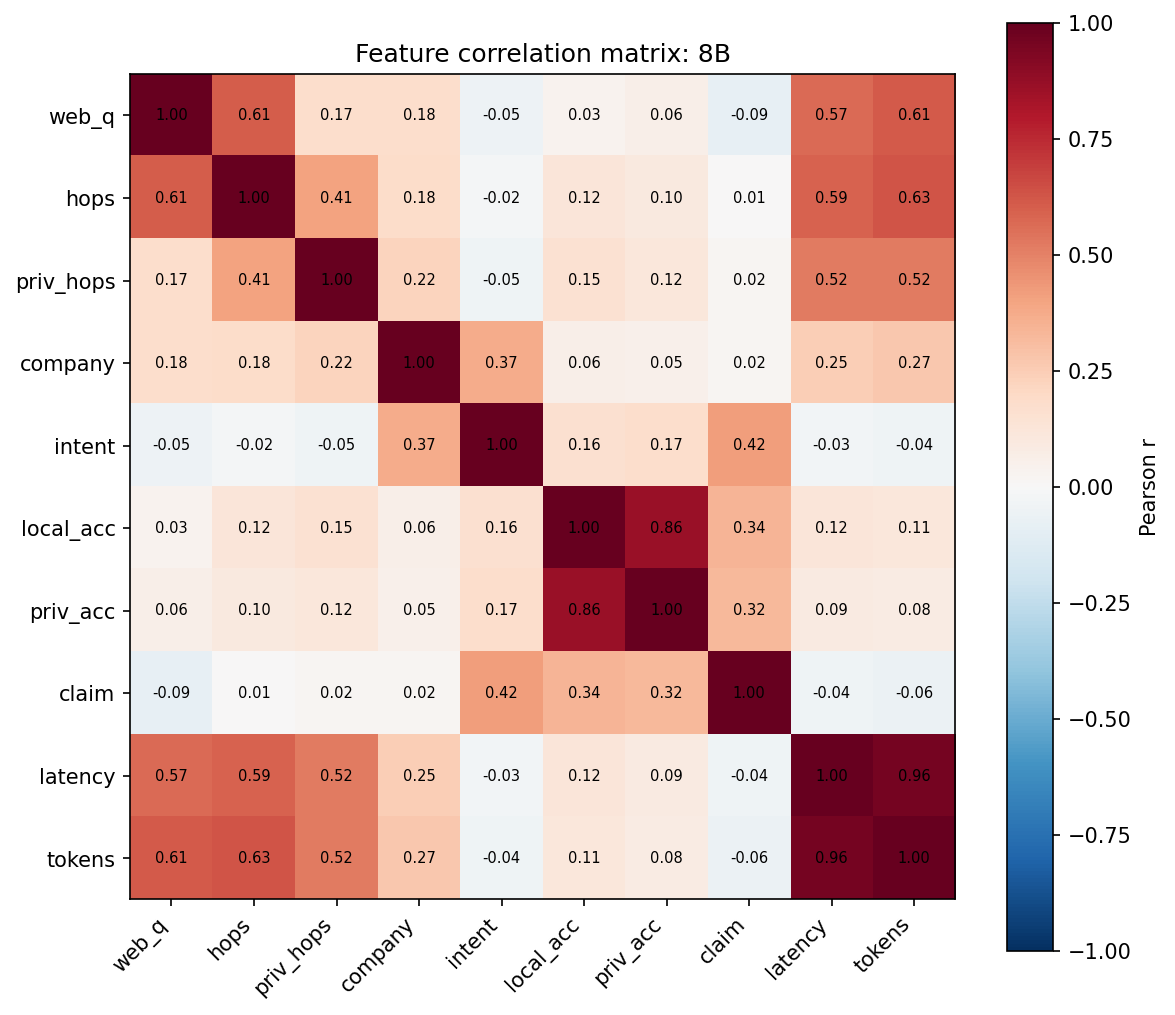 Feature correlation matrix: 8B
web_q 1.00 0.61 0.17 0.18 -0.05 0.03 0.06 -0.09 0.57 0.61
hops 0.61 1.00 0.41 0.18 -0.02 0.12 0.10 0.01 0.59 0.63
priv_hops 0.17 0.41 1.00 0.22 -0.05 0.15 0.12 0.02 0.52 0.52
company 0.18 0.18 0.22 1.00 0.37 0.06 0.05 0.02 0.25 0.27
intent -0.05 -0.02 -0.05 0.37 1.00 0.16 0.17 0.42 -0.03 -0.04
local_acc 0.03 0.12 0.15 0.06 0.16 1.00 0.86 0.34 0.12 0.11
priv_acc 0.06 0.10 0.12 0.05 0.17 0.86 1.00 0.32 0.09 0.08
claim -0.09 0.01 0.02 0.02 0.42 0.34 0.32 1.00 -0.04 -0.06
latency 0.57 0.59 0.52 0.25 -0.03 0.12 0.09 -0.04 1.00 0.96
tokens 0.61 0.63 0.52 0.27 -0.04 0.11 0.08 -0.06 0.96 1.00
web_q hops priv_hops company intent local_acc priv_acc claim latency tokens
1.00
0.75
0.50
0.25
0.00
−0.25
−0.50
−0.75
−1.00
Pearson r